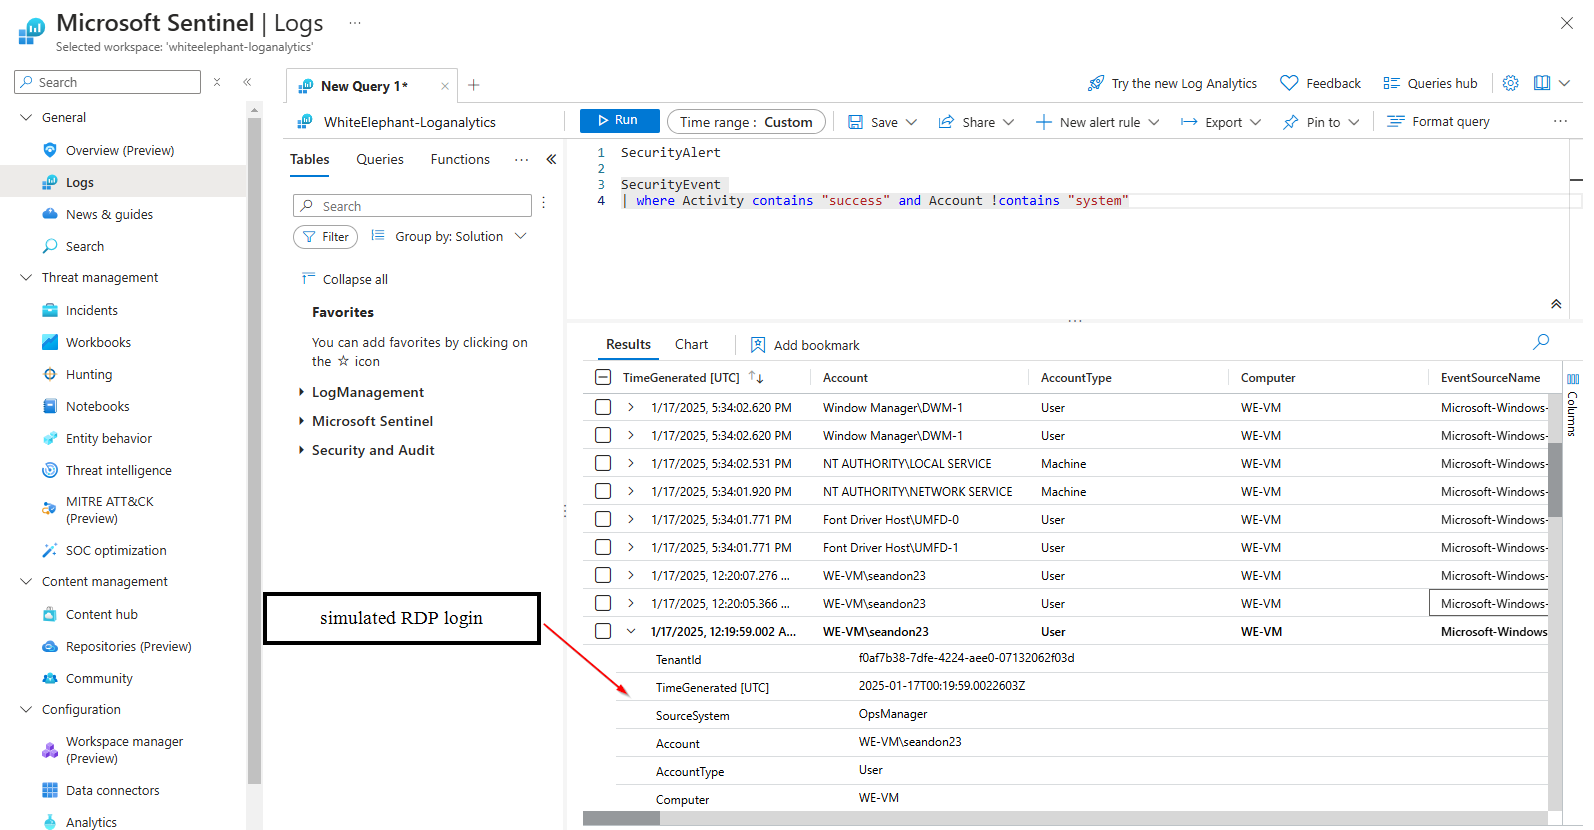 Microsoft Sentinel | Logs ...
Selected workspace: 'whiteelephant-loganalytics'
Search
General
Overview (Preview)
Logs
News & guides
Search
Threat management
Incidents
Workbooks
Hunting
Notebooks
Entity behavior
Threat intelligence
MITRE ATT&CK
(Preview)
SOC optimization
Content management
Content hub
Repositories (Preview)
Community
Configuration
Workspace manager
(Preview)
Data connectors
Analytics
New Query 1*
Try the new Log Analytics Feedback Queries hub
WhiteElephant-Loganalytics
Run Time range : Custom Save Share New alert rule Export Pin to Format query ...
Tables Queries Functions ...
Search
Filter Group by: Solution
Collapse all
Favorites
You can add favorites by clicking on
the ☆ icon
LogManagement
Microsoft Sentinel
Security and Audit
1 SecurityAlert
2
3 SecurityEvent
4 | where Activity contains "success" and Account !contains "system"
Results Chart Add bookmark
TimeGenerated [UTC] Account AccountType Computer EventSourceName
1/17/2025, 5:34:02.620 PM Window Manager\DWM-1 User WE-VM Microsoft-Windows-
1/17/2025, 5:34:02.620 PM Window Manager\DWM-1 User WE-VM Microsoft-Windows-
1/17/2025, 5:34:02.531 PM NT AUTHORITY\LOCAL SERVICE Machine WE-VM Microsoft-Windows-
1/17/2025, 5:34:01.920 PM NT AUTHORITY\NETWORK SERVICE Machine WE-VM Microsoft-Windows-
1/17/2025, 5:34:01.771 PM Font Driver Host\UMFD-0 User WE-VM Microsoft-Windows-
1/17/2025, 5:34:01.771 PM Font Driver Host\UMFD-1 User WE-VM Microsoft-Windows-
1/17/2025, 12:20:07.276 ... WE-VM\seandon23 User WE-VM Microsoft-Windows-
1/17/2025, 12:20:05.366 ... WE-VM\seandon23 User WE-VM Microsoft-Windows-
1/17/2025, 12:19:59.002 A... WE-VM\seandon23 User WE-VM Microsoft-Windows
TenantId f0af7b38-7dfe-4224-aee0-07132062f03d
TimeGenerated [UTC] 2025-01-17T00:19:59.0022603Z
SourceSystem OpsManager
Account WE-VM\seandon23
AccountType User
Computer WE-VM
Columns
simulated RDP login